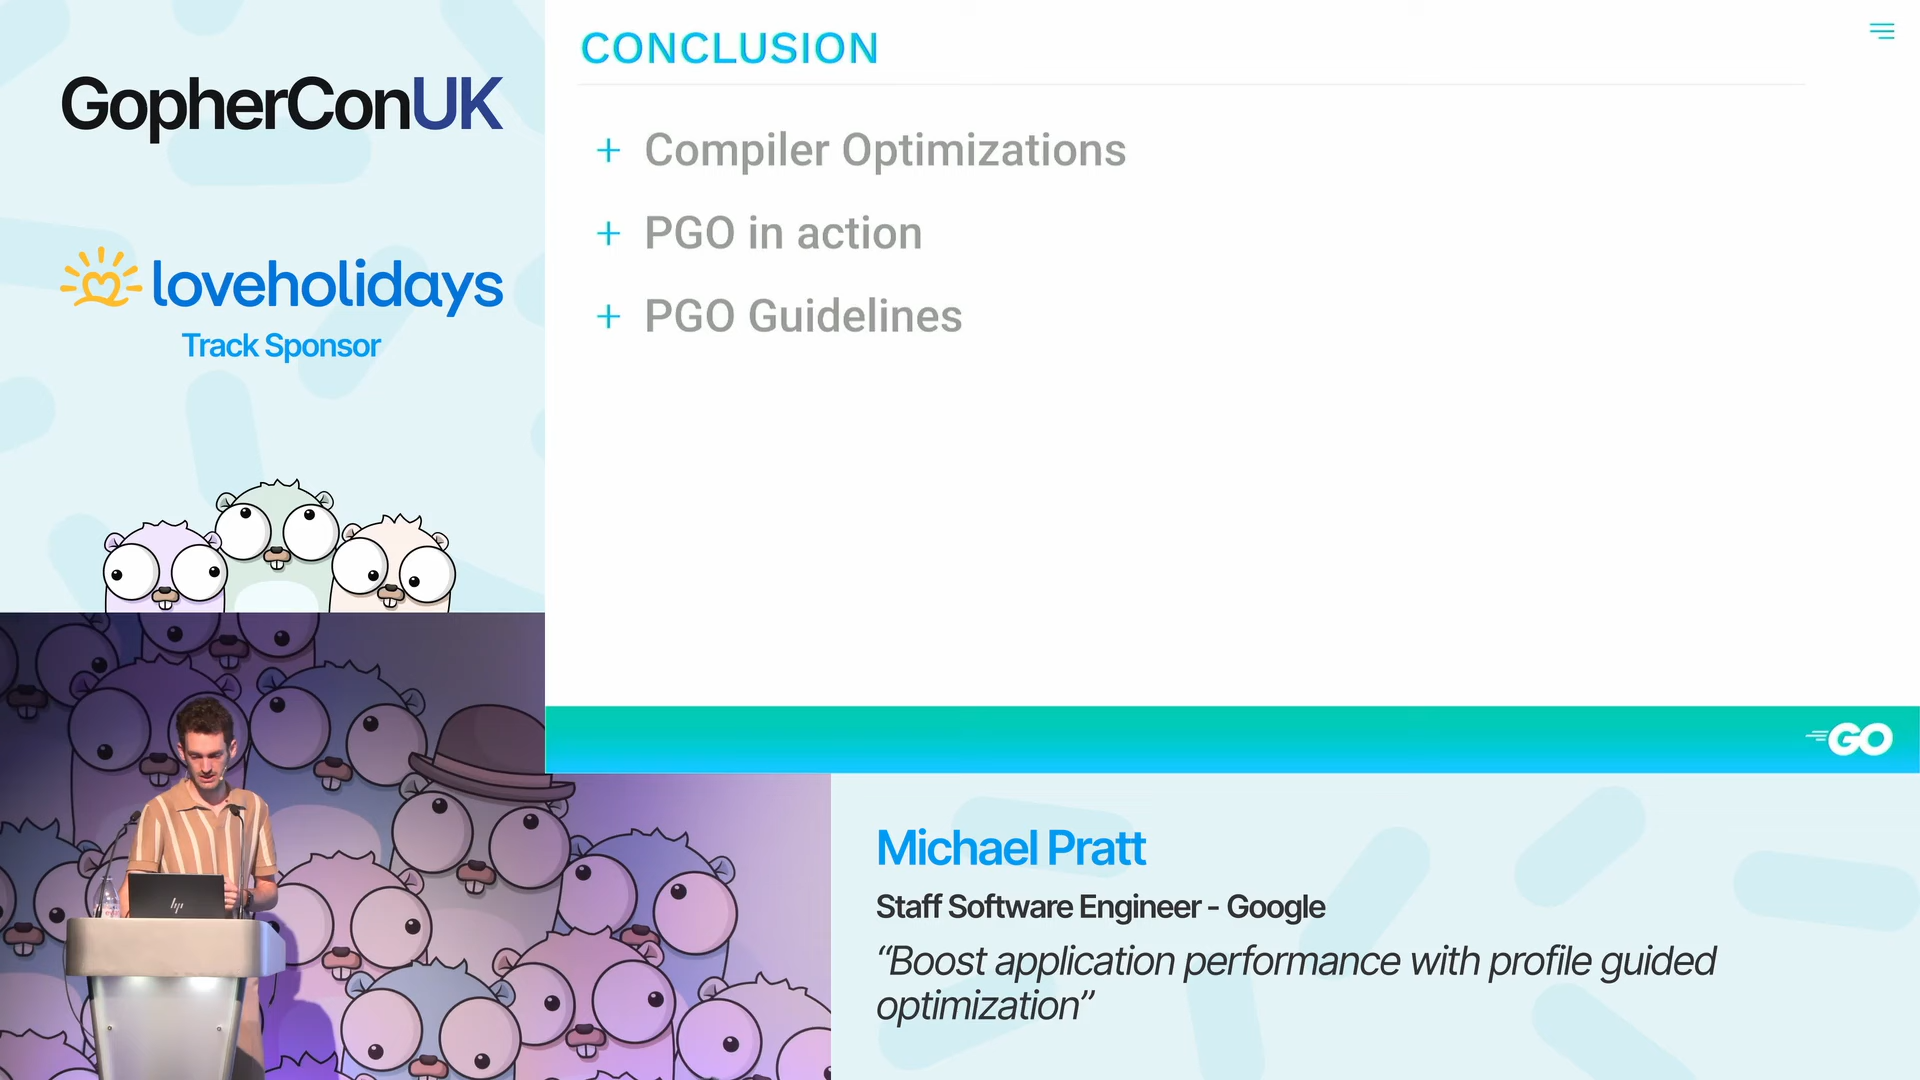 GopherConUK
loveholidays
Track Sponsor
CONCLUSION
+ Compiler Optimizations
+ PGO in action
+ PGO Guidelines
GO
hp
Michael Pratt
Staff Software Engineer - Google
“Boost application performance with profile guided
optimization”